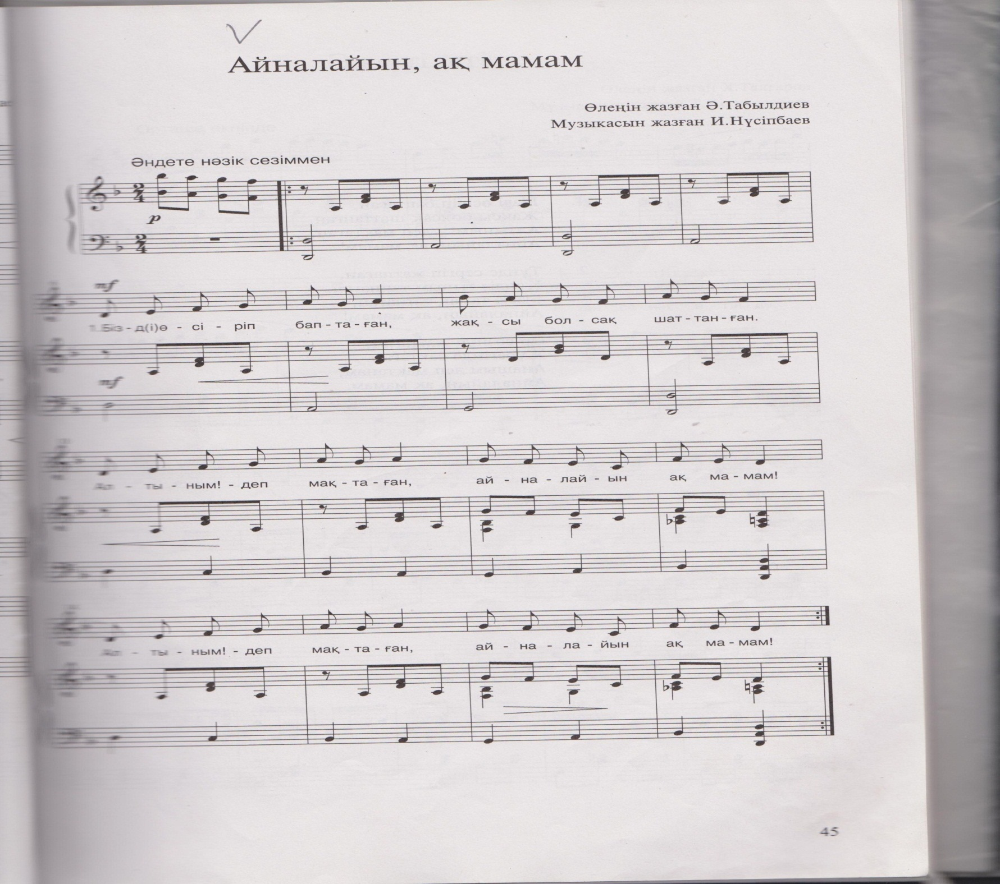 Айналайын, ақ мамам
Өлеңін жазған Ә.Табылдиев
Музыкасын жазған И.Нүсіпбаев
Әндете нәзік сезіммен
p
mf
1. Біз - д(і)ө - сі - ріп бап - та - ған, жақ - сы бол - сақ шат - тан - ған.
mf
Ал - ты - ным! - деп мақ - та - ған, ай - на - лай - ын ақ ма - мам!
Ал - ты - ным! - деп мақ - та - ған, ай - на - ла - йын ақ ма - мам!
45